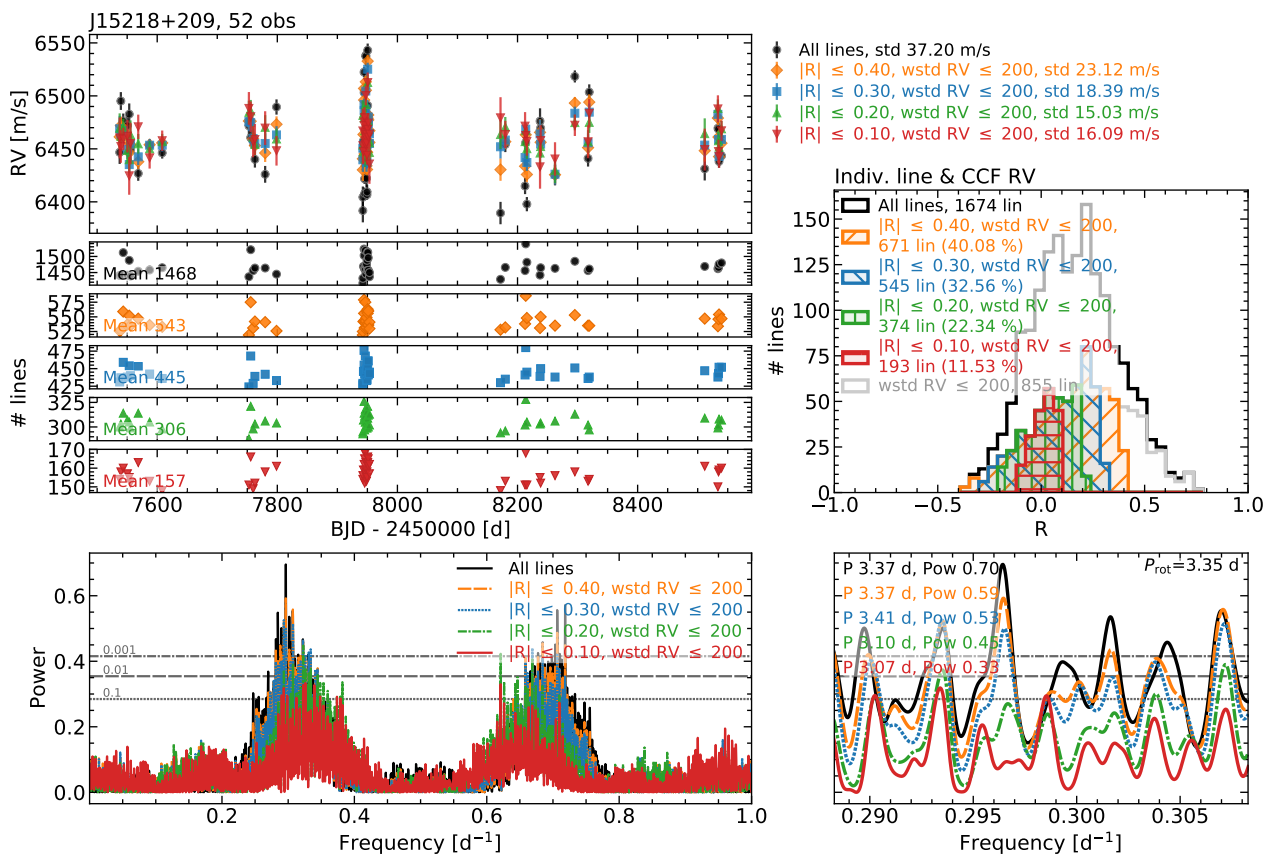 J15218+209, 52 obs
6550
6500
6450
6400
RV [m/s]
All lines, std 37.20 m/s
|R| ≤ 0.40, wstd RV ≤ 200, std 23.12 m/s
|R| ≤ 0.30, wstd RV ≤ 200, std 18.39 m/s
|R| ≤ 0.20, wstd RV ≤ 200, std 15.03 m/s
|R| ≤ 0.10, wstd RV ≤ 200, std 16.09 m/s
1500
1450
Mean 1468
575
550
525
Mean 543
475
450
425
Mean 445
325
300
Mean 306
170
160
150
Mean 157
# lines
7600
7800
8000
8200
8400
BJD - 2450000 [d]
Indiv. line & CCF RV
All lines, 1674 lin
|R| ≤ 0.40, wstd RV ≤ 200,
671 lin (40.08 %)
|R| ≤ 0.30, wstd RV ≤ 200,
545 lin (32.56 %)
|R| ≤ 0.20, wstd RV ≤ 200,
374 lin (22.34 %)
|R| ≤ 0.10, wstd RV ≤ 200,
193 lin (11.53 %)
wstd RV ≤ 200, 855 lin
150
125
100
75
50
25
0
# lines
−1.0
−0.5
0.0
0.5
1.0
R
All lines
|R| ≤ 0.40, wstd RV ≤ 200
|R| ≤ 0.30, wstd RV ≤ 200
|R| ≤ 0.20, wstd RV ≤ 200
|R| ≤ 0.10, wstd RV ≤ 200
0.001
0.01
0.1
0.6
0.4
0.2
0.0
Power
0.2
0.4
0.6
0.8
1.0
Frequency [d−1]
P 3.37 d, Pow 0.70
P 3.37 d, Pow 0.59
P 3.41 d, Pow 0.53
P 3.10 d, Pow 0.45
P 3.07 d, Pow 0.33
Prot=3.35 d
0.290
0.295
0.300
0.305
Frequency [d−1]